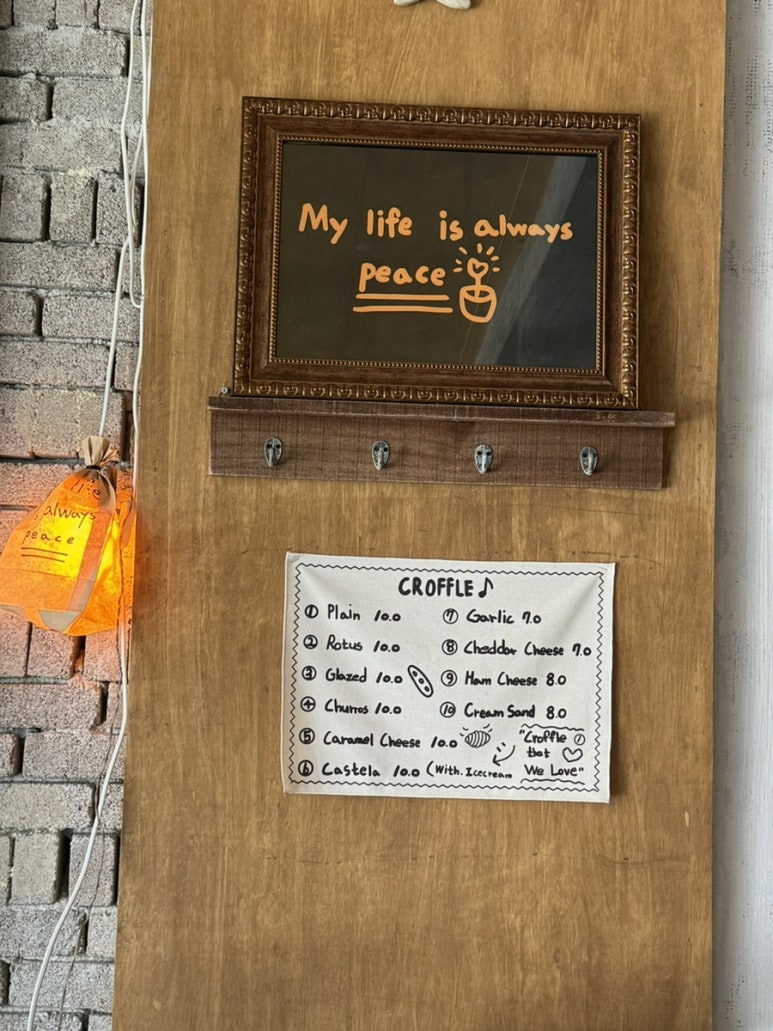 My life is always
peace
life
always
peace
CROFFLE♪
① Plain 10.0
② Rotus 10.0
③ Glazed 10.0
④ Churros 10.0
⑤ Caramel Cheese 10.0
⑥ Castela 10.0 (With. Icecream
⑦ Garlic 7.0
⑧ Cheddar Cheese 7.0
⑨ Ham Cheese 8.0
⑩ Cream Sand 8.0
"Croffle
that
We Love"